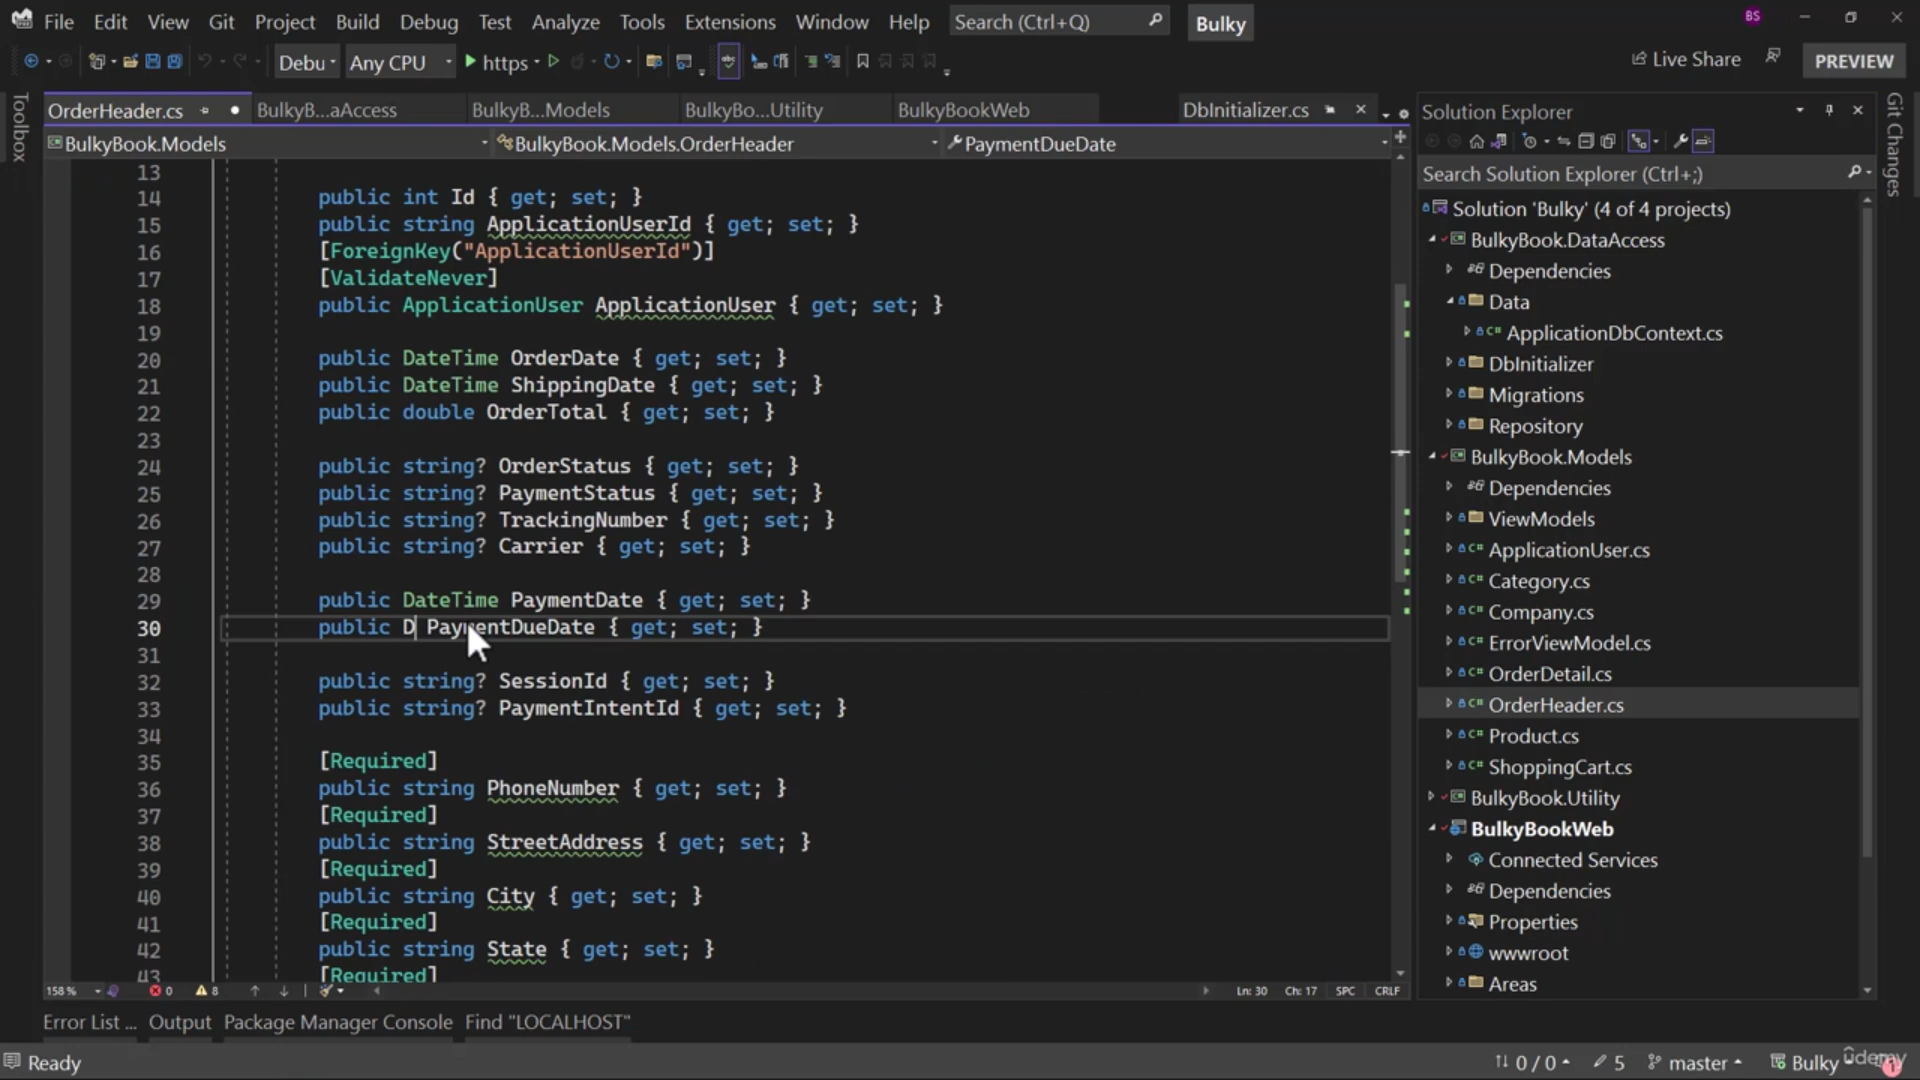 File Edit View Git Project Build Debug Test Analyze Tools Extensions Window Help Search (Ctrl+Q) Bulky BS
Debu Any CPU https Live Share PREVIEW
Toolbox
OrderHeader.cs BulkyB...aAccess BulkyB...Models BulkyBo...Utility BulkyBookWeb DbInitializer.cs
BulkyBook.Models BulkyBook.Models.OrderHeader PaymentDueDate
13
14 public int Id { get; set; }
15 public string ApplicationUserId { get; set; }
16 [ForeignKey("ApplicationUserId")]
17 [ValidateNever]
18 public ApplicationUser ApplicationUser { get; set; }
19
20 public DateTime OrderDate { get; set; }
21 public DateTime ShippingDate { get; set; }
22 public double OrderTotal { get; set; }
23
24 public string? OrderStatus { get; set; }
25 public string? PaymentStatus { get; set; }
26 public string? TrackingNumber { get; set; }
27 public string? Carrier { get; set; }
28
29 public DateTime PaymentDate { get; set; }
30 public D PaymentDueDate { get; set; }
31
32 public string? SessionId { get; set; }
33 public string? PaymentIntentId { get; set; }
34
35 [Required]
36 public string PhoneNumber { get; set; }
37 [Required]
38 public string StreetAddress { get; set; }
39 [Required]
40 public string City { get; set; }
41 [Required]
42 public string State { get; set; }
43 [Required]
158 % 0 8 Ln: 30 Ch: 17 SPC CRLF
Solution Explorer
Search Solution Explorer (Ctrl+;)
Solution 'Bulky' (4 of 4 projects)
BulkyBook.DataAccess
Dependencies
Data
C# ApplicationDbContext.cs
DbInitializer
Migrations
Repository
BulkyBook.Models
Dependencies
ViewModels
C# ApplicationUser.cs
C# Category.cs
C# Company.cs
C# ErrorViewModel.cs
C# OrderDetail.cs
C# OrderHeader.cs
C# Product.cs
C# ShoppingCart.cs
BulkyBook.Utility
BulkyBookWeb
Connected Services
Dependencies
Properties
wwwroot
Areas
Git Changes
Error List ... Output Package Manager Console Find "LOCALHOST"
Ready 0 / 0 5 master Bulky 1
ûdemy